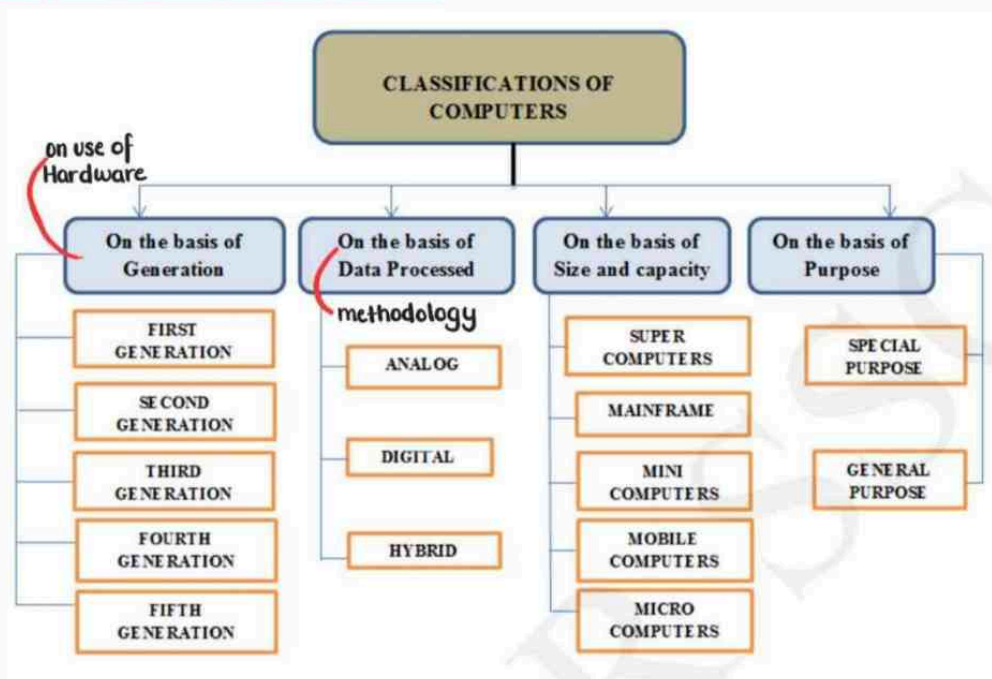 CLASSIFICATIONS OF
COMPUTERS
on use of
Hardware
On the basis of
Generation
FIRST
GENERATION
SECOND
GENERATION
THIRD
GENERATION
FOURTH
GENERATION
FIFTH
GENERATION
On the basis of
Data Processed
methodology
ANALOG
DIGITAL
HYBRID
On the basis of
Size and capacity
SUPER
COMPUTERS
MAINFRAME
MINI
COMPUTERS
MOBILE
COMPUTERS
MICRO
COMPUTERS
On the basis of
Purpose
SPECIAL
PURPOSE
GENERAL
PURPOSE